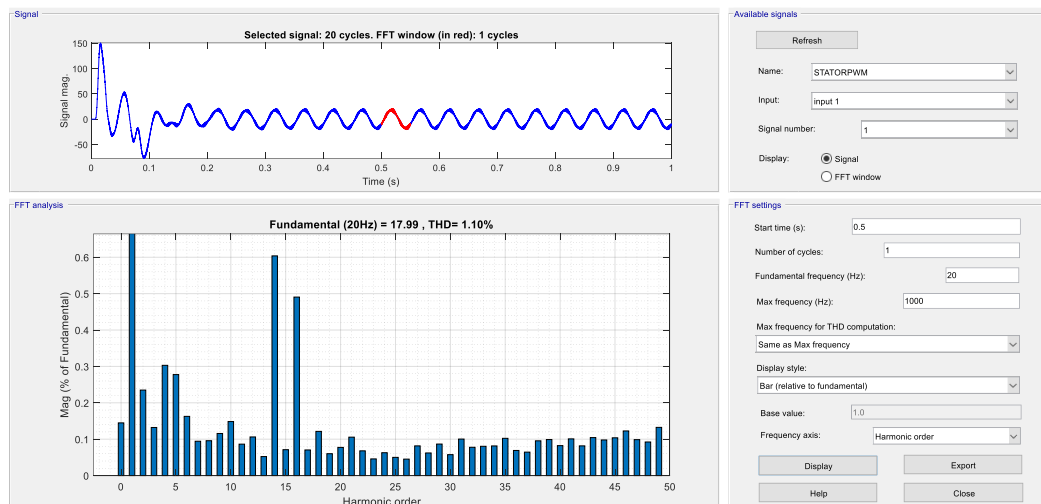 Signal
Selected signal: 20 cycles. FFT window (in red): 1 cycles
150
100
50
0
-50
Signal mag.
0 0.1 0.2 0.3 0.4 0.5 0.6 0.7 0.8 0.9 1
Time (s)
Available signals
Refresh
Name: STATORPWM
Input: input 1
Signal number: 1
Display: Signal
FFT window
FFT analysis
Fundamental (20Hz) = 17.99 , THD= 1.10%
0.6
0.5
0.4
0.3
0.2
0.1
0
Mag (% of Fundamental)
0 5 10 15 20 25 30 35 40 45 50
Harmonic order
FFT settings
Start time (s): 0.5
Number of cycles: 1
Fundamental frequency (Hz): 20
Max frequency (Hz): 1000
Max frequency for THD computation:
Same as Max frequency
Display style:
Bar (relative to fundamental)
Base value: 1.0
Frequency axis: Harmonic order
Display Export
Help Close